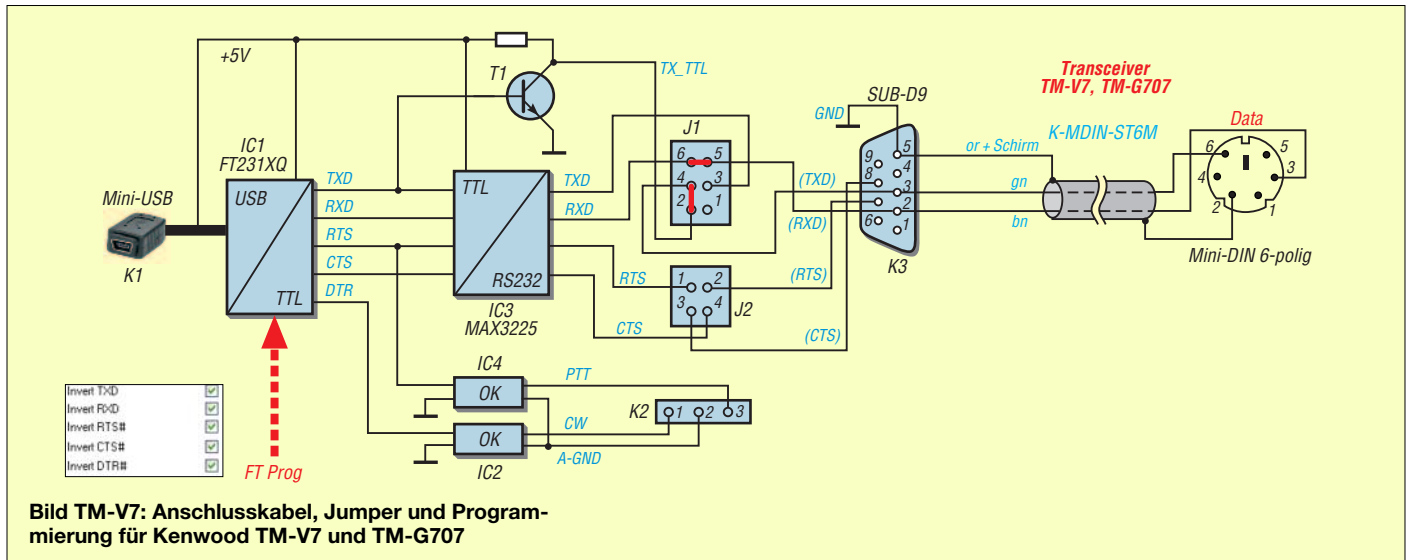 +5V
T1
TX_TTL
Transceiver
TM-V7, TM-G707
SUB-D9
GND
K-MDIN-ST6M
Data
IC1
FT231XQ
J1
or + Schirm
Mini-USB
USB
TXD
TTL
TXD
6 5
4 3
2 1
(TXD)
9 5
8 4
3
2
6 1
gn
6 5
4 3
2 1
RXD
RXD
(RXD)
bn
K1
RTS
RTS
1 2
3 4
(RTS)
K3
Mini-DIN 6-polig
CTS
RS232
J2
TTL
DTR
IC3
MAX3225
CTS
(CTS)
IC4
OK
PTT
K2 1 2 3
CW
OK
A-GND
IC2
Invert TXD
Invert RXD
Invert RTS#
Invert CTS#
Invert DTR#
FT Prog
Bild TM-V7: Anschlusskabel, Jumper und Program-
mierung für Kenwood TM-V7 und TM-G707